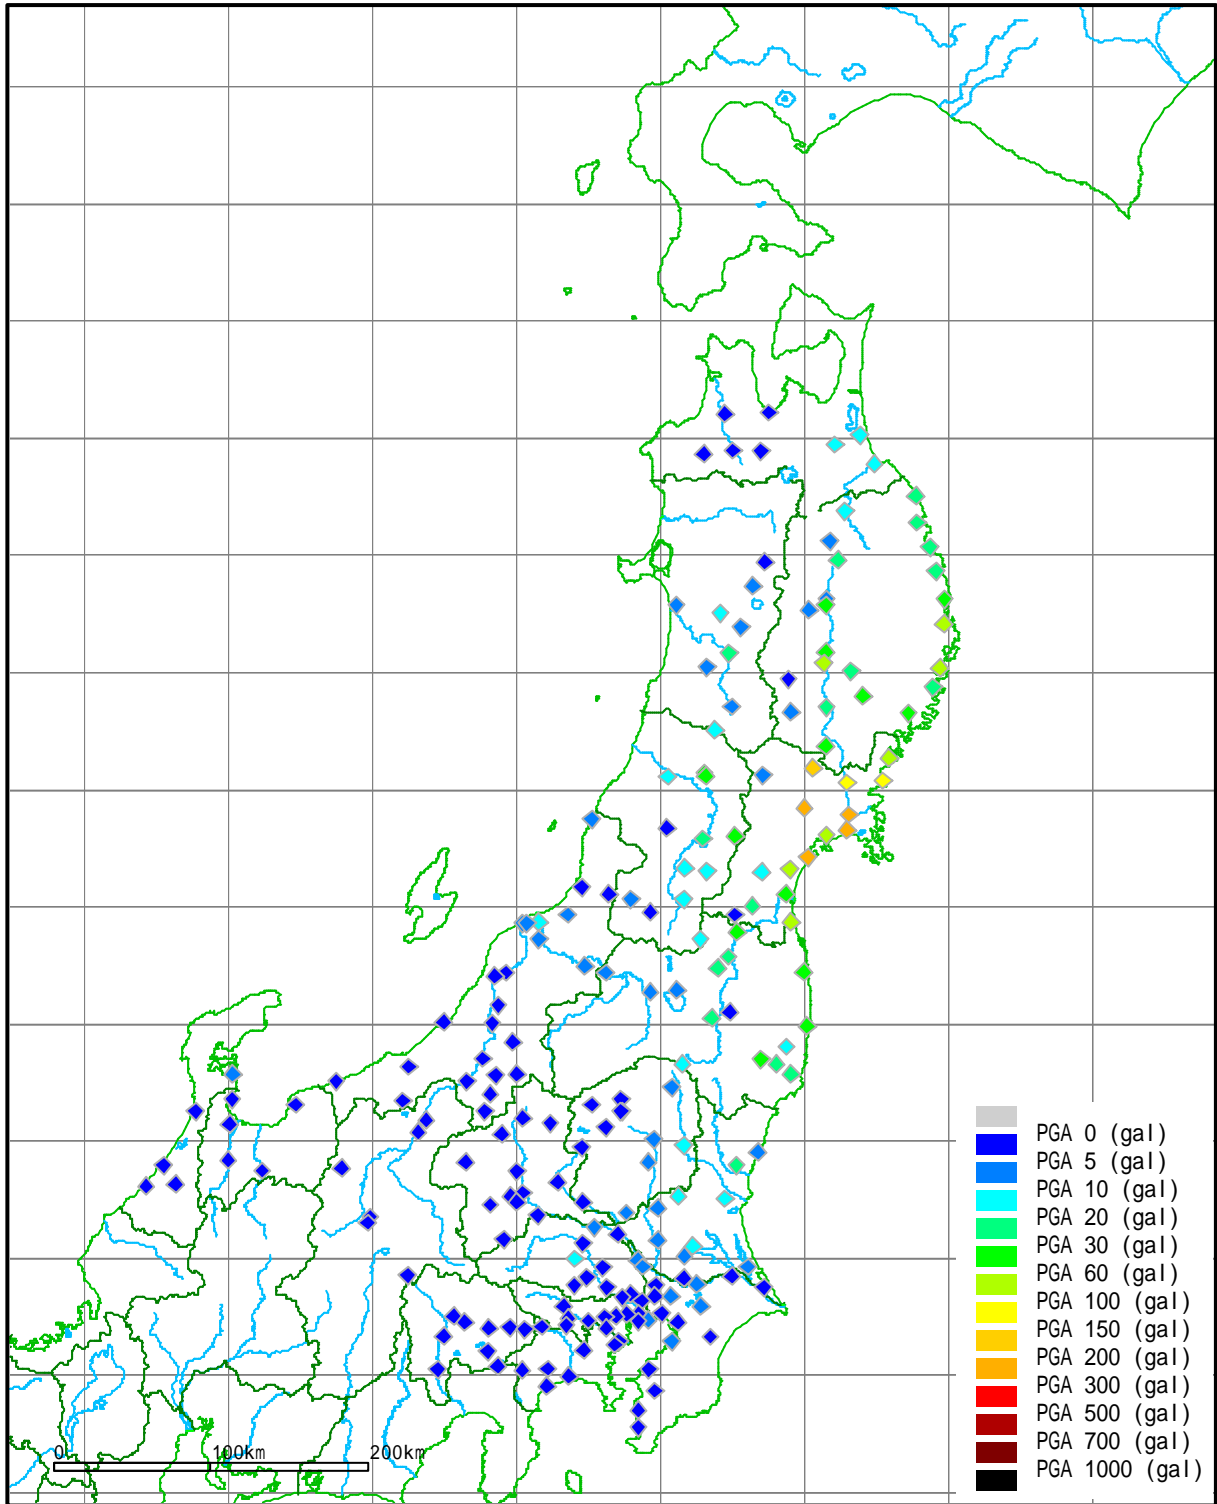 PGA 0 (gal)
PGA 5 (gal)
PGA 10 (gal)
PGA 20 (gal)
PGA 30 (gal)
PGA 60 (gal)
PGA 100 (gal)
PGA 150 (gal)
PGA 200 (gal)
PGA 300 (gal)
PGA 500 (gal)
PGA 700 (gal)
PGA 1000 (gal)
0 100km 200km